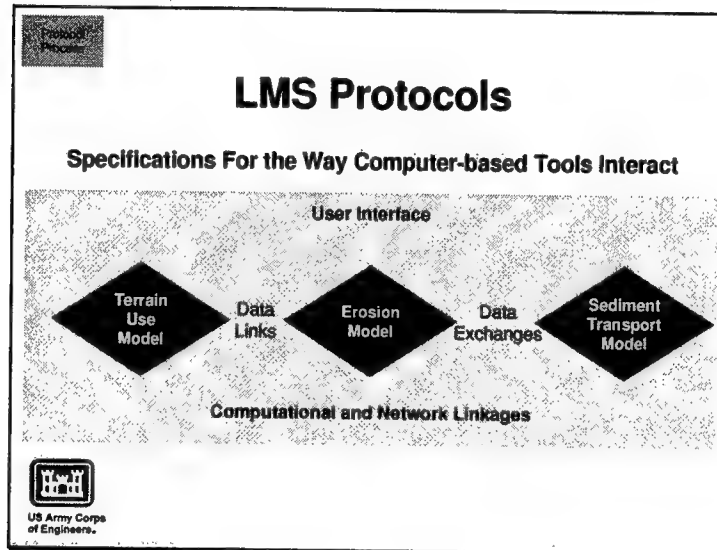 Protocol
Process
LMS Protocols
Specifications For the Way Computer-based Tools Interact
User Interface
Terrain
Use
Model
Data
Links
Erosion
Model
Data
Exchanges
Sediment
Transport
Model
Computational and Network Linkages
US Army Corps
of Engineers.